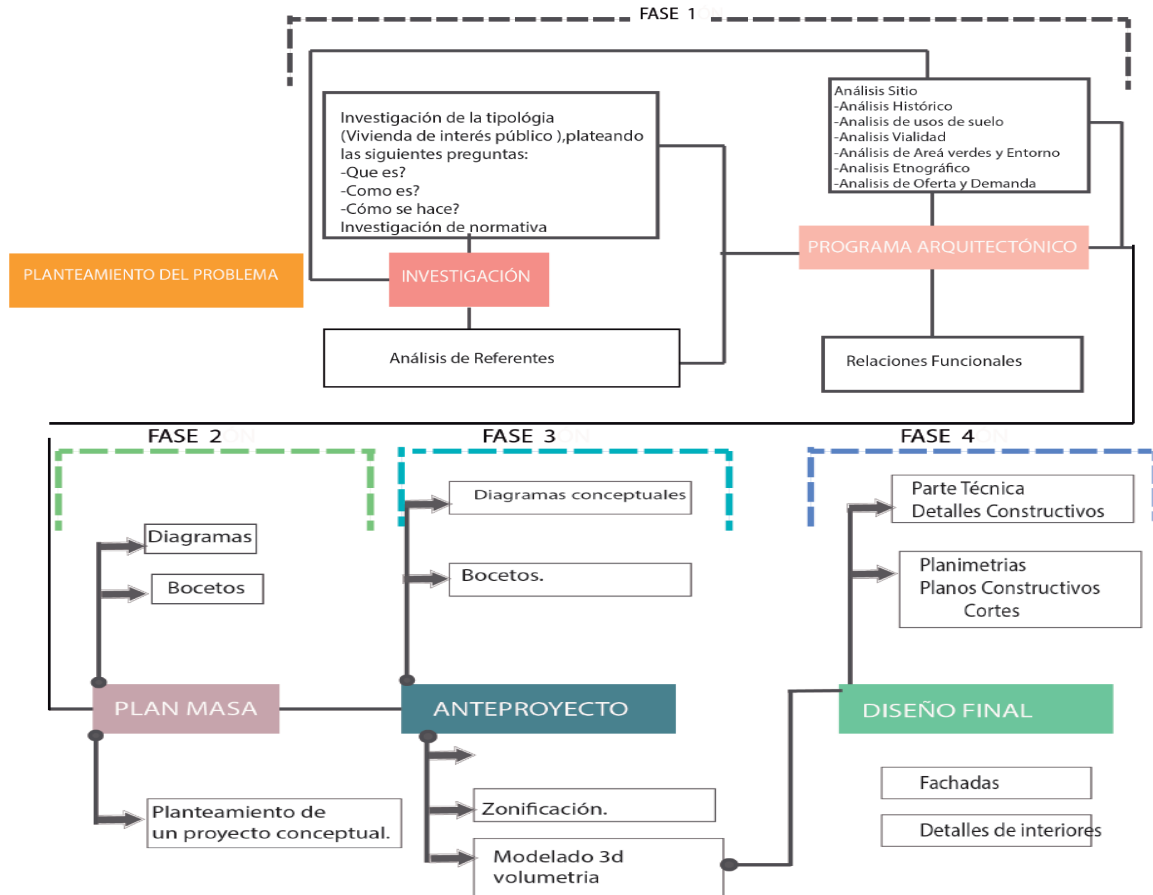 FASE 1
Investigación de la tipológia
(Vivienda de interés público ),plateando
las siguientes preguntas:
-Que es?
-Como es?
-Cómo se hace?
Investigación de normativa
Análisis Sitio
-Análisis Histórico
-Analisis de usos de suelo
-Analisis Vialidad
-Análisis de Areá verdes y Entorno
-Analisis Etnográfico
-Analisis de Oferta y Demanda
PLANTEAMIENTO DEL PROBLEMA
INVESTIGACIÓN
PROGRAMA ARQUITECTÓNICO
Análisis de Referentes
Relaciones Funcionales
FASE 2
Diagramas
Bocetos
PLAN MASA
Planteamiento de
un proyecto conceptual.
FASE 3
Diagramas conceptuales
Bocetos.
ANTEPROYECTO
Zonificación.
Modelado 3d
volumetria
FASE 4
Parte Técnica
Detalles Constructivos
Planimetrias
Planos Constructivos
Cortes
DISEÑO FINAL
Fachadas
Detalles de interiores